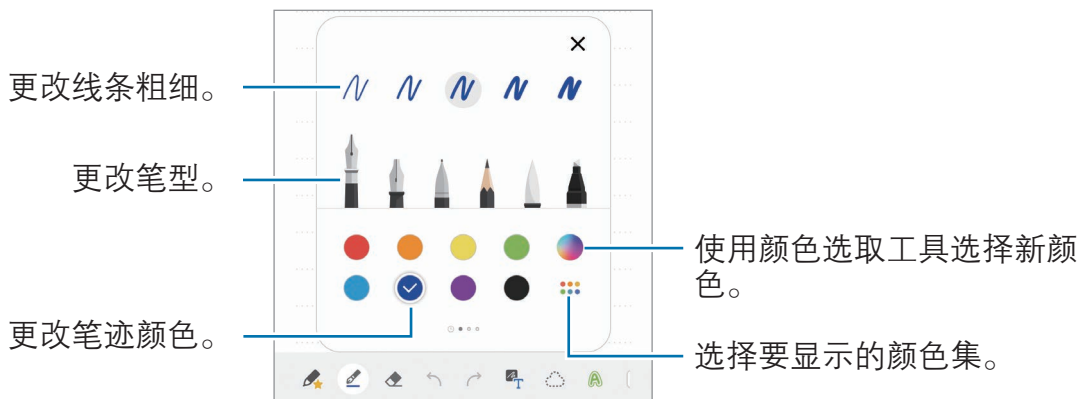 更改线条粗细。
更改笔型。
使用颜色选取工具选择新颜
色。
更改笔迹颜色。
选择要显示的颜色集。